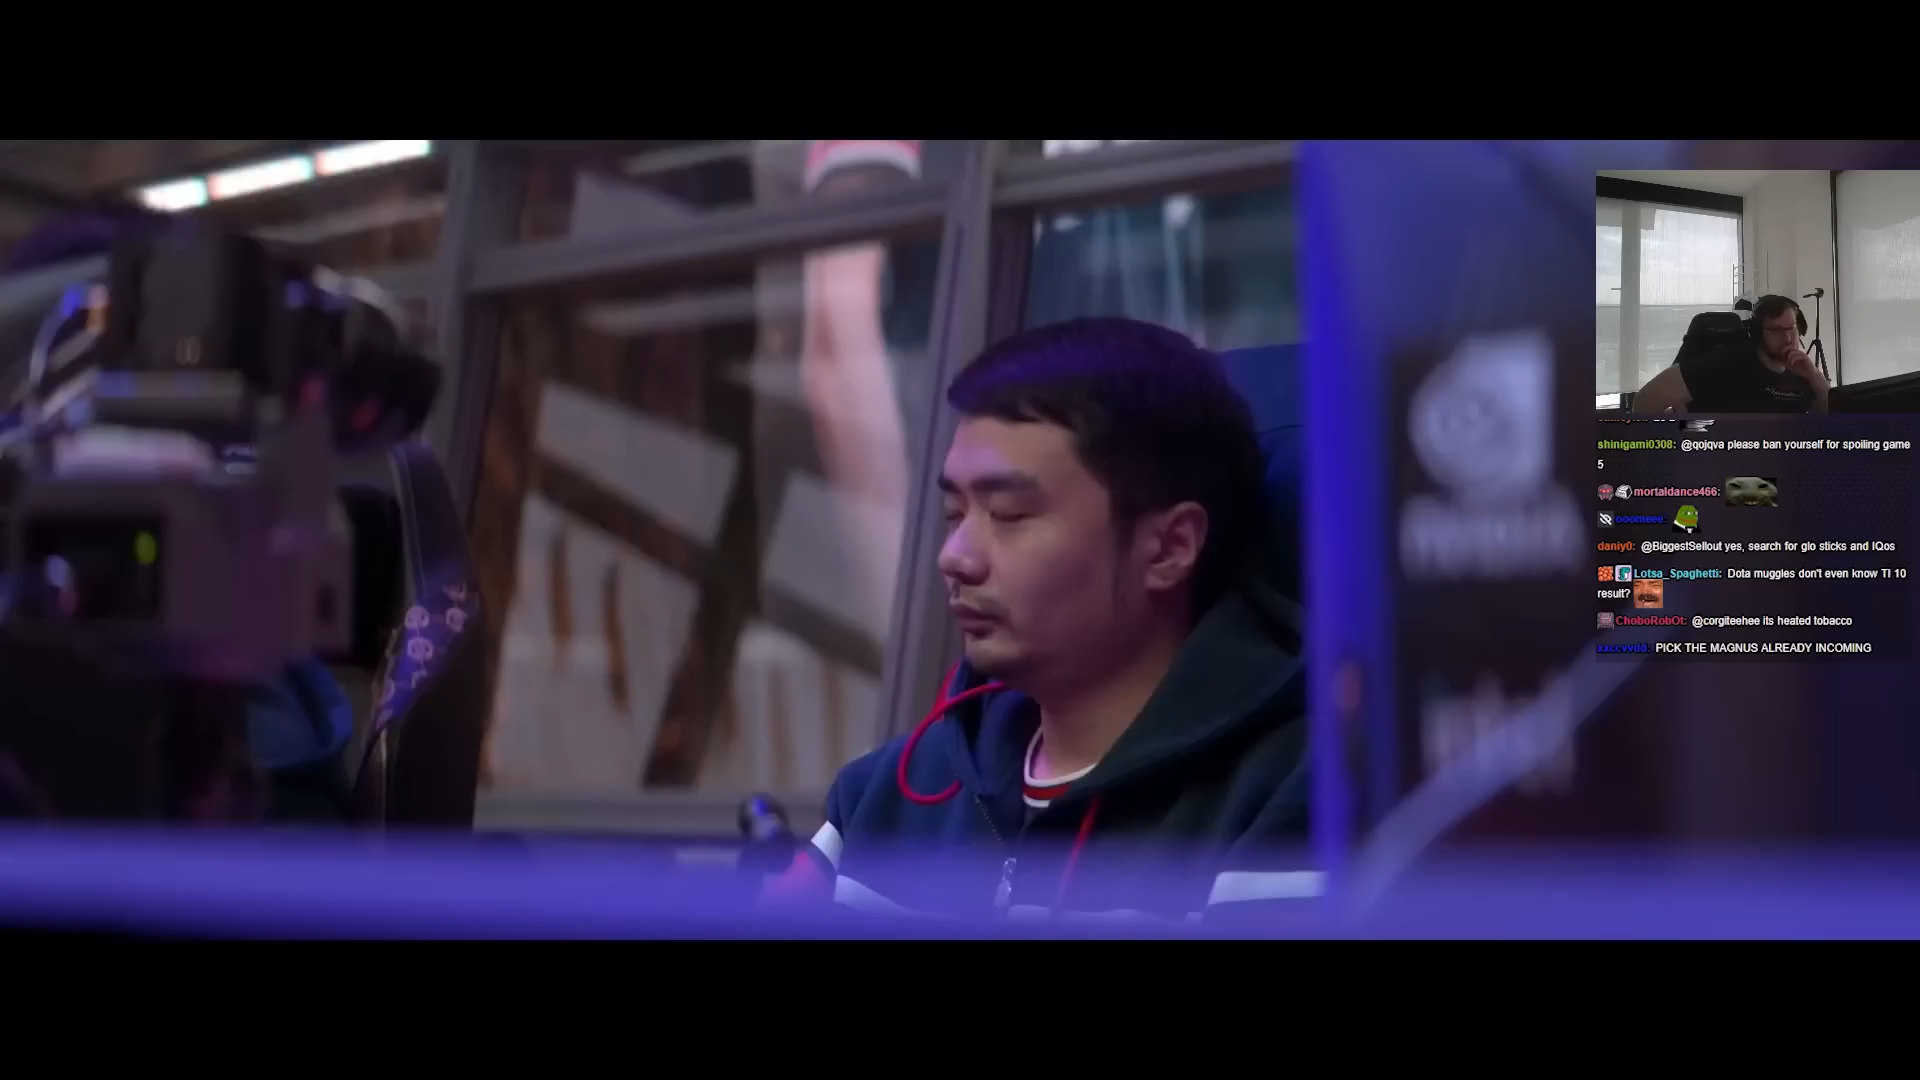 shinigami0308: @qojqva please ban yourself for spoiling game
5
mortaldance466:
ooomeee:
daniy0: @BiggestSellout yes, search for glo sticks and IQos
Lotsa_Spaghetti: Dota muggles don't even know TI 10
result?
ChoboRobOt: @corgiteehee its heated tobacco
xxccvvdd: PICK THE MAGNUS ALREADY INCOMING